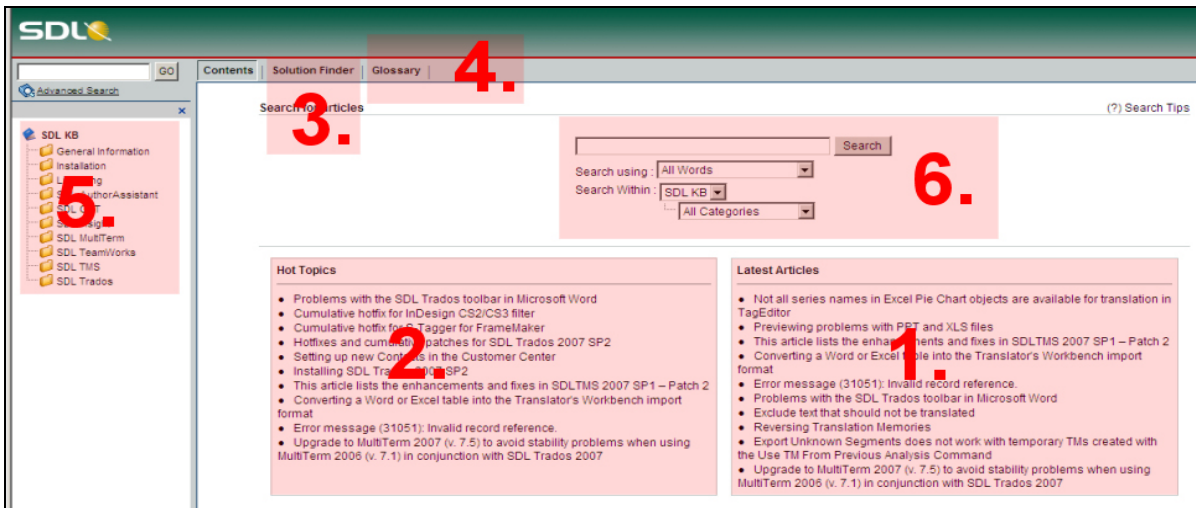 SDL
GO
Advanced Search
Contents | Solution Finder | Glossary |
4.
3.
Search for Articles
(?) Search Tips
×
SDL KB
General Information
Installation
SDL MultiTerm
SDL TeamWorks
SDL TMS
SDL Trados
5.
Search
Search using : All Words
Search Within : SDL KB
All Categories
6.
Hot Topics
● Problems with the SDL Trados toolbar in Microsoft Word
● Cumulative hotfix for InDesign CS2/CS3 filter
● Cumulative hotfix for S-Tagger for FrameMaker
● Hotfixes and cumulative patches for SDL Trados 2007 SP2
● Setting up new Contacts in the Customer Center
● Installing SDL Trados 2007 SP2
● This article lists the enhancements and fixes in SDLTMS 2007 SP1 – Patch 2
● Converting a Word or Excel table into the Translator's Workbench import
format
● Error message (31051): Invalid record reference.
● Upgrade to MultiTerm 2007 (v. 7.5) to avoid stability problems when using
MultiTerm 2006 (v. 7.1) in conjunction with SDL Trados 2007
2.
Latest Articles
● Not all series names in Excel Pie Chart objects are available for translation in
TagEditor
● Previewing problems with PPT and XLS files
● This article lists the enhancements and fixes in SDLTMS 2007 SP1 – Patch 2
● Converting a Word or Excel table into the Translator's Workbench import
format
● Error message (31051): Invalid record reference.
● Problems with the SDL Trados toolbar in Microsoft Word
● Exclude text that should not be translated
● Reversing Translation Memories
● Export Unknown Segments does not work with temporary TMs created with
the Use TM From Previous Analysis Command
● Upgrade to MultiTerm 2007 (v. 7.5) to avoid stability problems when using
MultiTerm 2006 (v. 7.1) in conjunction with SDL Trados 2007
1.